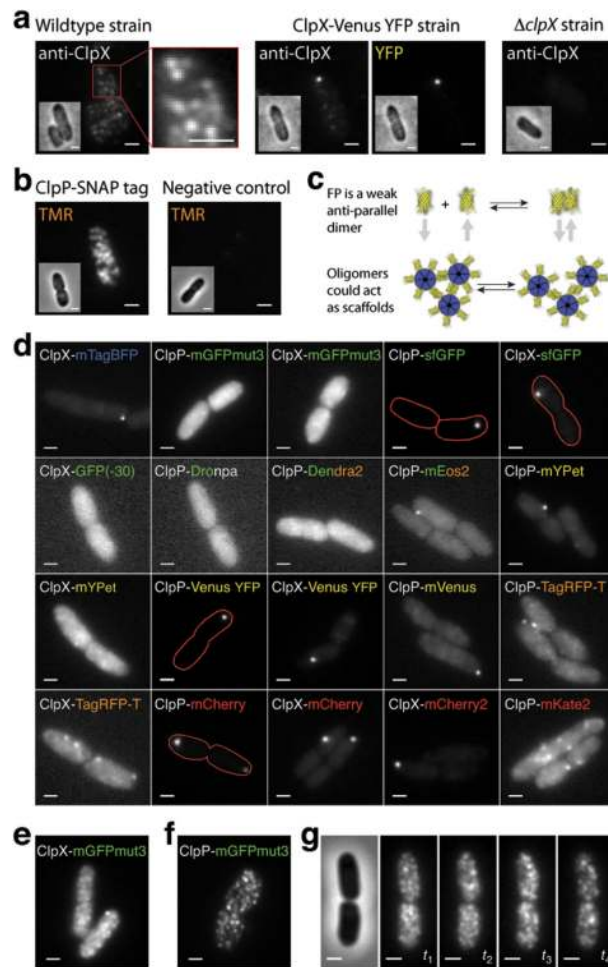 a
Wildtype strain
ClpX-Venus YFP strain
ΔclpX strain
anti-ClpX
anti-ClpX
YFP
anti-ClpX
b
ClpP-SNAP tag
Negative control
TMR
TMR
c
FP is a weak
anti-parallel
dimer
+
Oligomers
could act
as scaffolds
d
ClpX-mTagBFP
ClpP-mGFPmut3
ClpX-mGFPmut3
ClpP-sfGFP
ClpX-sfGFP
ClpX-GFP(-30)
ClpP-Dronpa
ClpP-Dendra2
ClpP-mEos2
ClpP-mYPet
ClpX-mYPet
ClpP-Venus YFP
ClpX-Venus YFP
ClpP-mVenus
ClpP-TagRFP-T
ClpX-TagRFP-T
ClpP-mCherry
ClpX-mCherry
ClpX-mCherry2
ClpP-mKate2
e
ClpX-mGFPmut3
f
ClpP-mGFPmut3
g
t1
t2
t3
t4